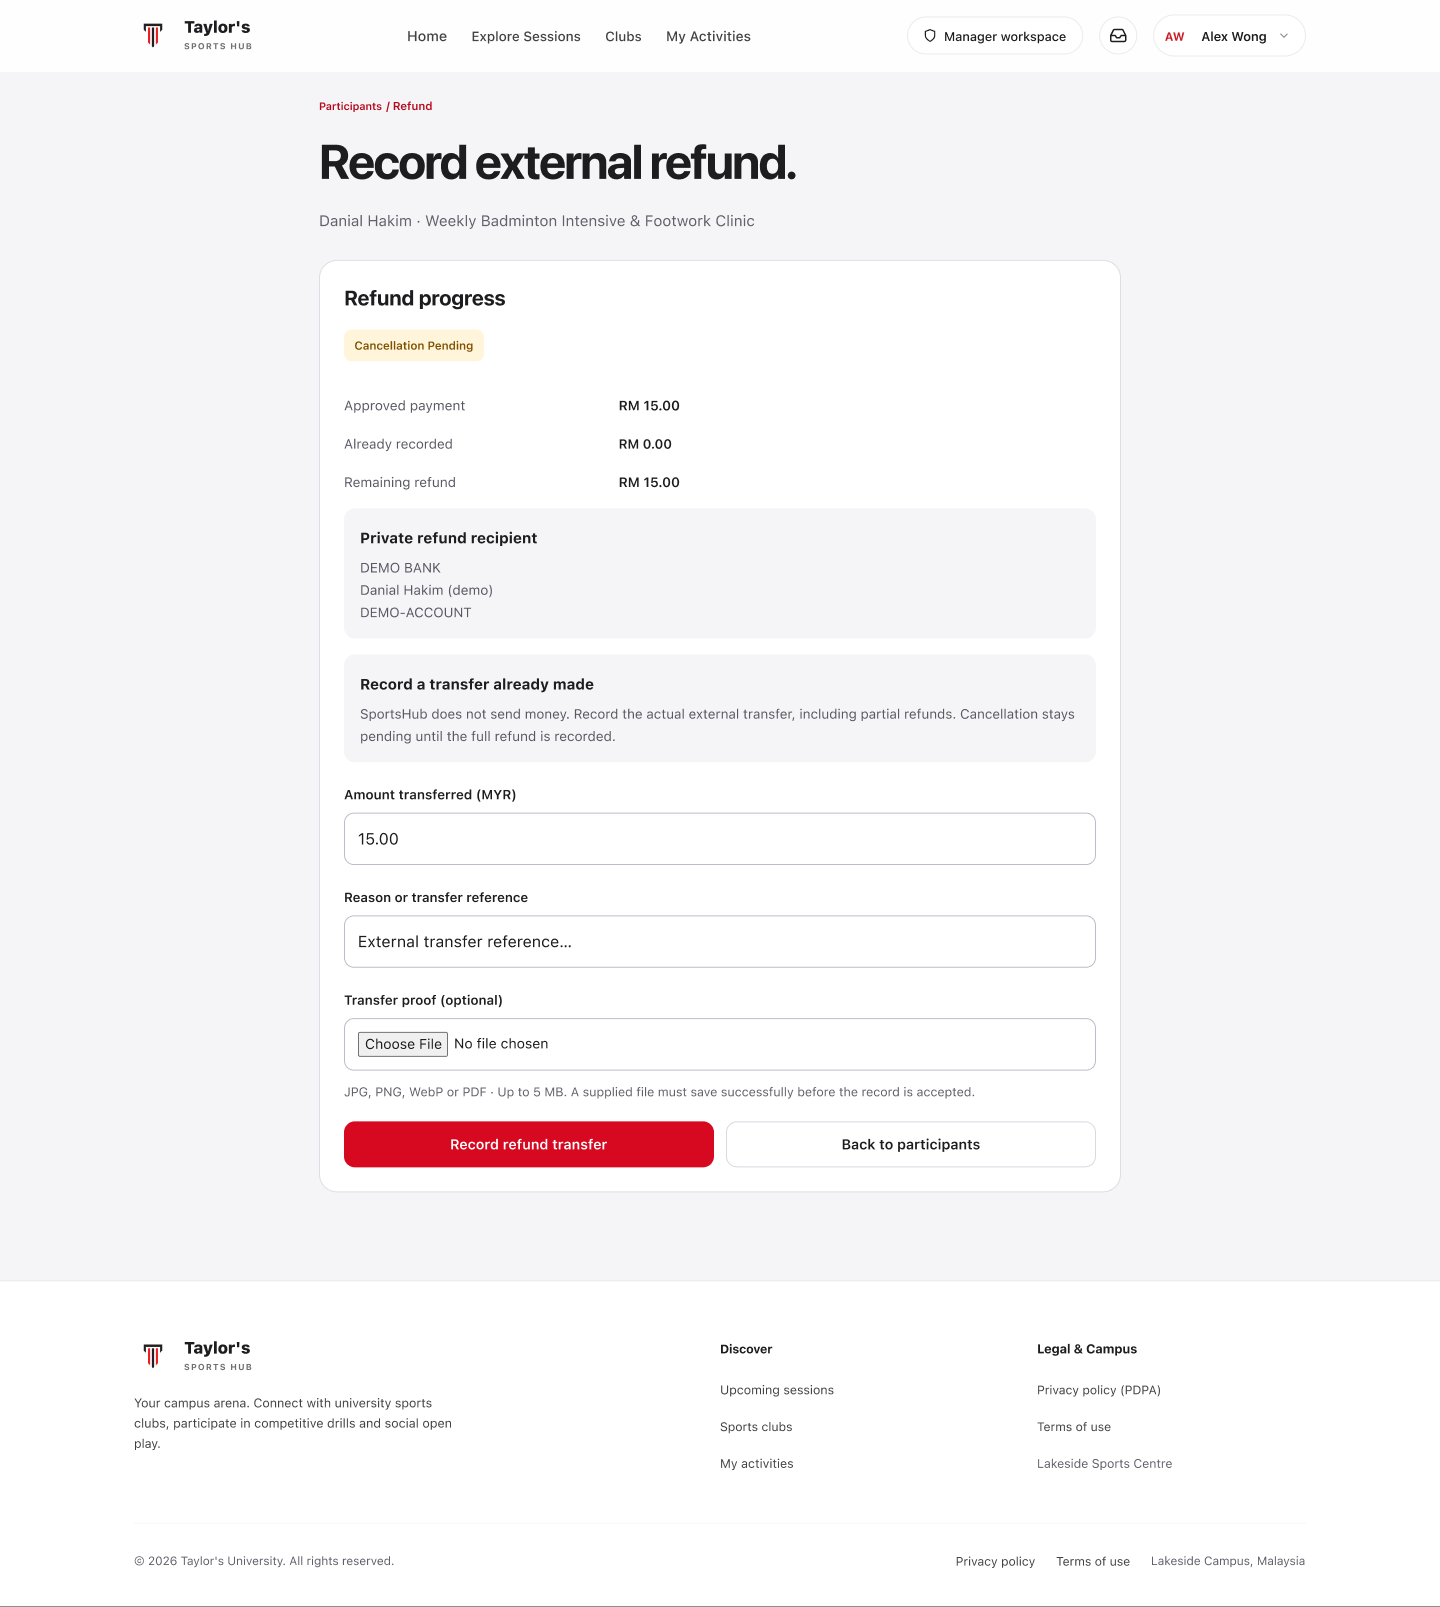 Taylor's
SPORTS HUB
Home
Explore Sessions
Clubs
My Activities
Manager workspace
AW
Alex Wong
Participants / Refund
Record external refund.
Danial Hakim · Weekly Badminton Intensive & Footwork Clinic
Refund progress
Cancellation Pending
Approved payment
RM 15.00
Already recorded
RM 0.00
Remaining refund
RM 15.00
Private refund recipient
DEMO BANK
Danial Hakim (demo)
DEMO-ACCOUNT
Record a transfer already made
SportsHub does not send money. Record the actual external transfer, including partial refunds. Cancellation stays
pending until the full refund is recorded.
Amount transferred (MYR)
15.00
Reason or transfer reference
External transfer reference...
Transfer proof (optional)
Choose File
No file chosen
JPG, PNG, WebP or PDF · Up to 5 MB. A supplied file must save successfully before the record is accepted.
Record refund transfer
Back to participants
Taylor's
SPORTS HUB
Your campus arena. Connect with university sports
clubs, participate in competitive drills and social open
play.
Discover
Upcoming sessions
Sports clubs
My activities
Legal & Campus
Privacy policy (PDPA)
Terms of use
Lakeside Sports Centre
© 2026 Taylor's University. All rights reserved.
Privacy policy
Terms of use
Lakeside Campus, Malaysia